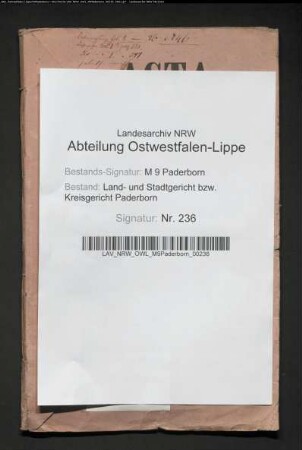 ACTA
Landesarchiv NRW
Abteilung Ostwestfalen-Lippe
Bestands-Signatur: M 9 Paderborn
Bestand: Land- und Stadtgericht bzw.
Kreisgericht Paderborn
Signatur: Nr. 236
LAV_NRW_OWL_M9Paderborn_00236